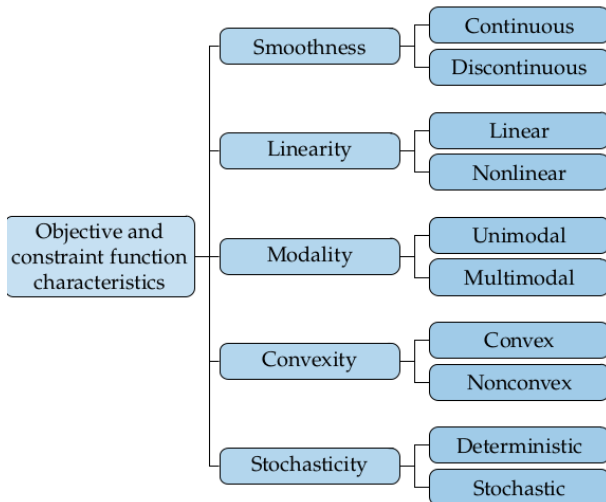 Objective and
constraint function
characteristics
Smoothness
Continuous
Discontinuous
Linearity
Linear
Nonlinear
Modality
Unimodal
Multimodal
Convexity
Convex
Nonconvex
Stochasticity
Deterministic
Stochastic